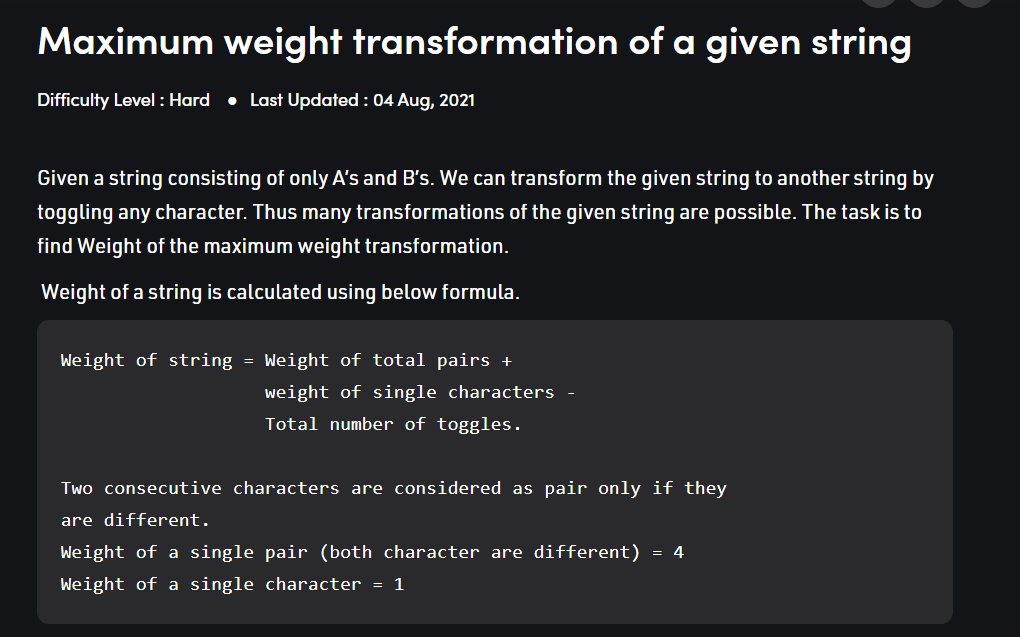 Maximum weight transformation of a given string
Difficulty Level : Hard ● Last Updated : 04 Aug, 2021
Given a string consisting of only A’s and B’s. We can transform the given string to another string by
toggling any character. Thus many transformations of the given string are possible. The task is to
find Weight of the maximum weight transformation.
Weight of a string is calculated using below formula.
Weight of string = Weight of total pairs +
weight of single characters -
Total number of toggles.
Two consecutive characters are considered as pair only if they
are different.
Weight of a single pair (both character are different) = 4
Weight of a single character = 1